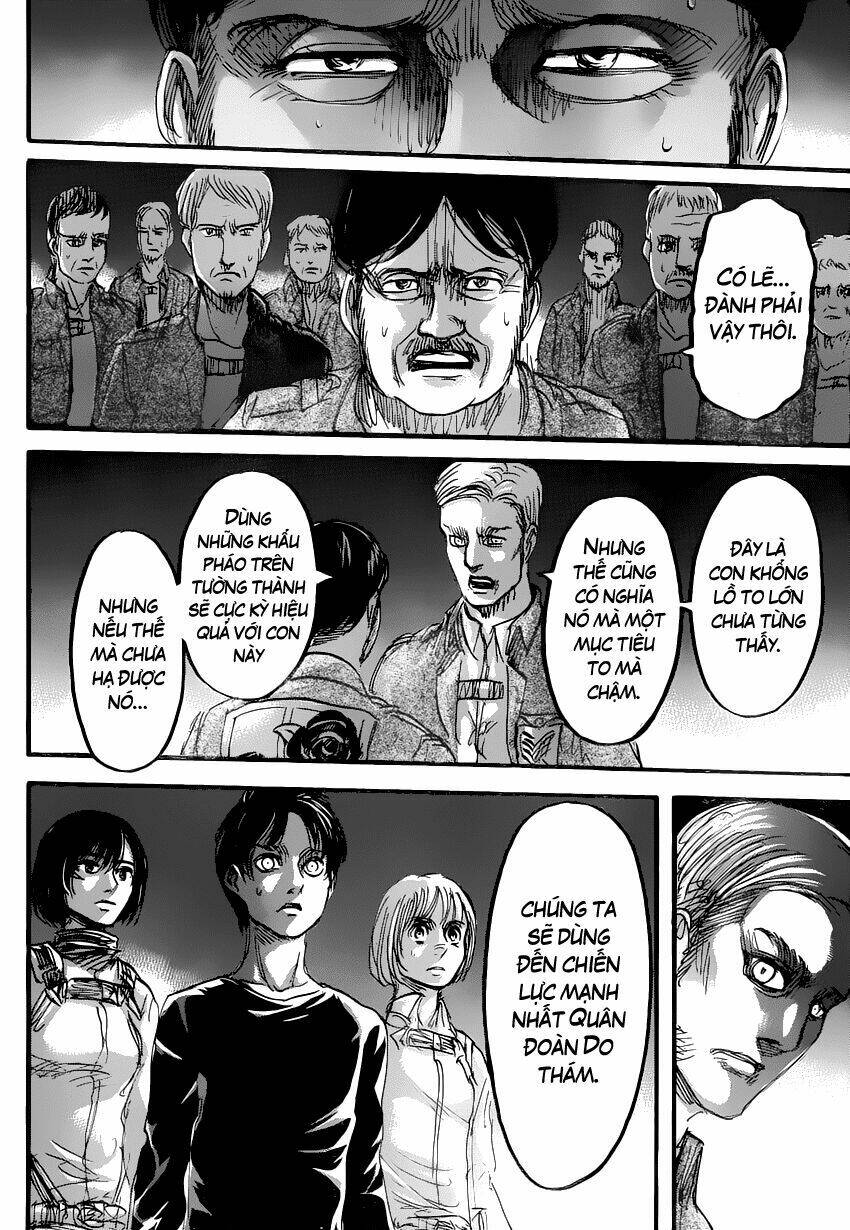 CÓ LẼ...
ĐÀNH PHẢI
VẬY THÔI.
ĐÂY LÀ
CON KHỔNG
LỒ TO LỚN
CHƯA TỪNG
THẤY.
NHƯNG
THẾ CŨNG
CÓ NGHĨA
NÓ MÀ MỘT
MỤC TIÊU
TO MÀ
CHẬM.
DÙNG
NHỮNG KHẨU
PHÁO TRÊN
TƯỜNG THÀNH
SẼ CỰC KỲ HIỆU
QUẢ VỚI CON
NÀY
NHƯNG
NẾU THẾ
MÀ CHƯA
HẠ ĐƯỢC
NÓ...
CHÚNG TA
SẼ DÙNG
ĐẾN CHIẾN
LỰC MẠNH
NHẤT QUÂN
ĐOÀN DO
THÁM.